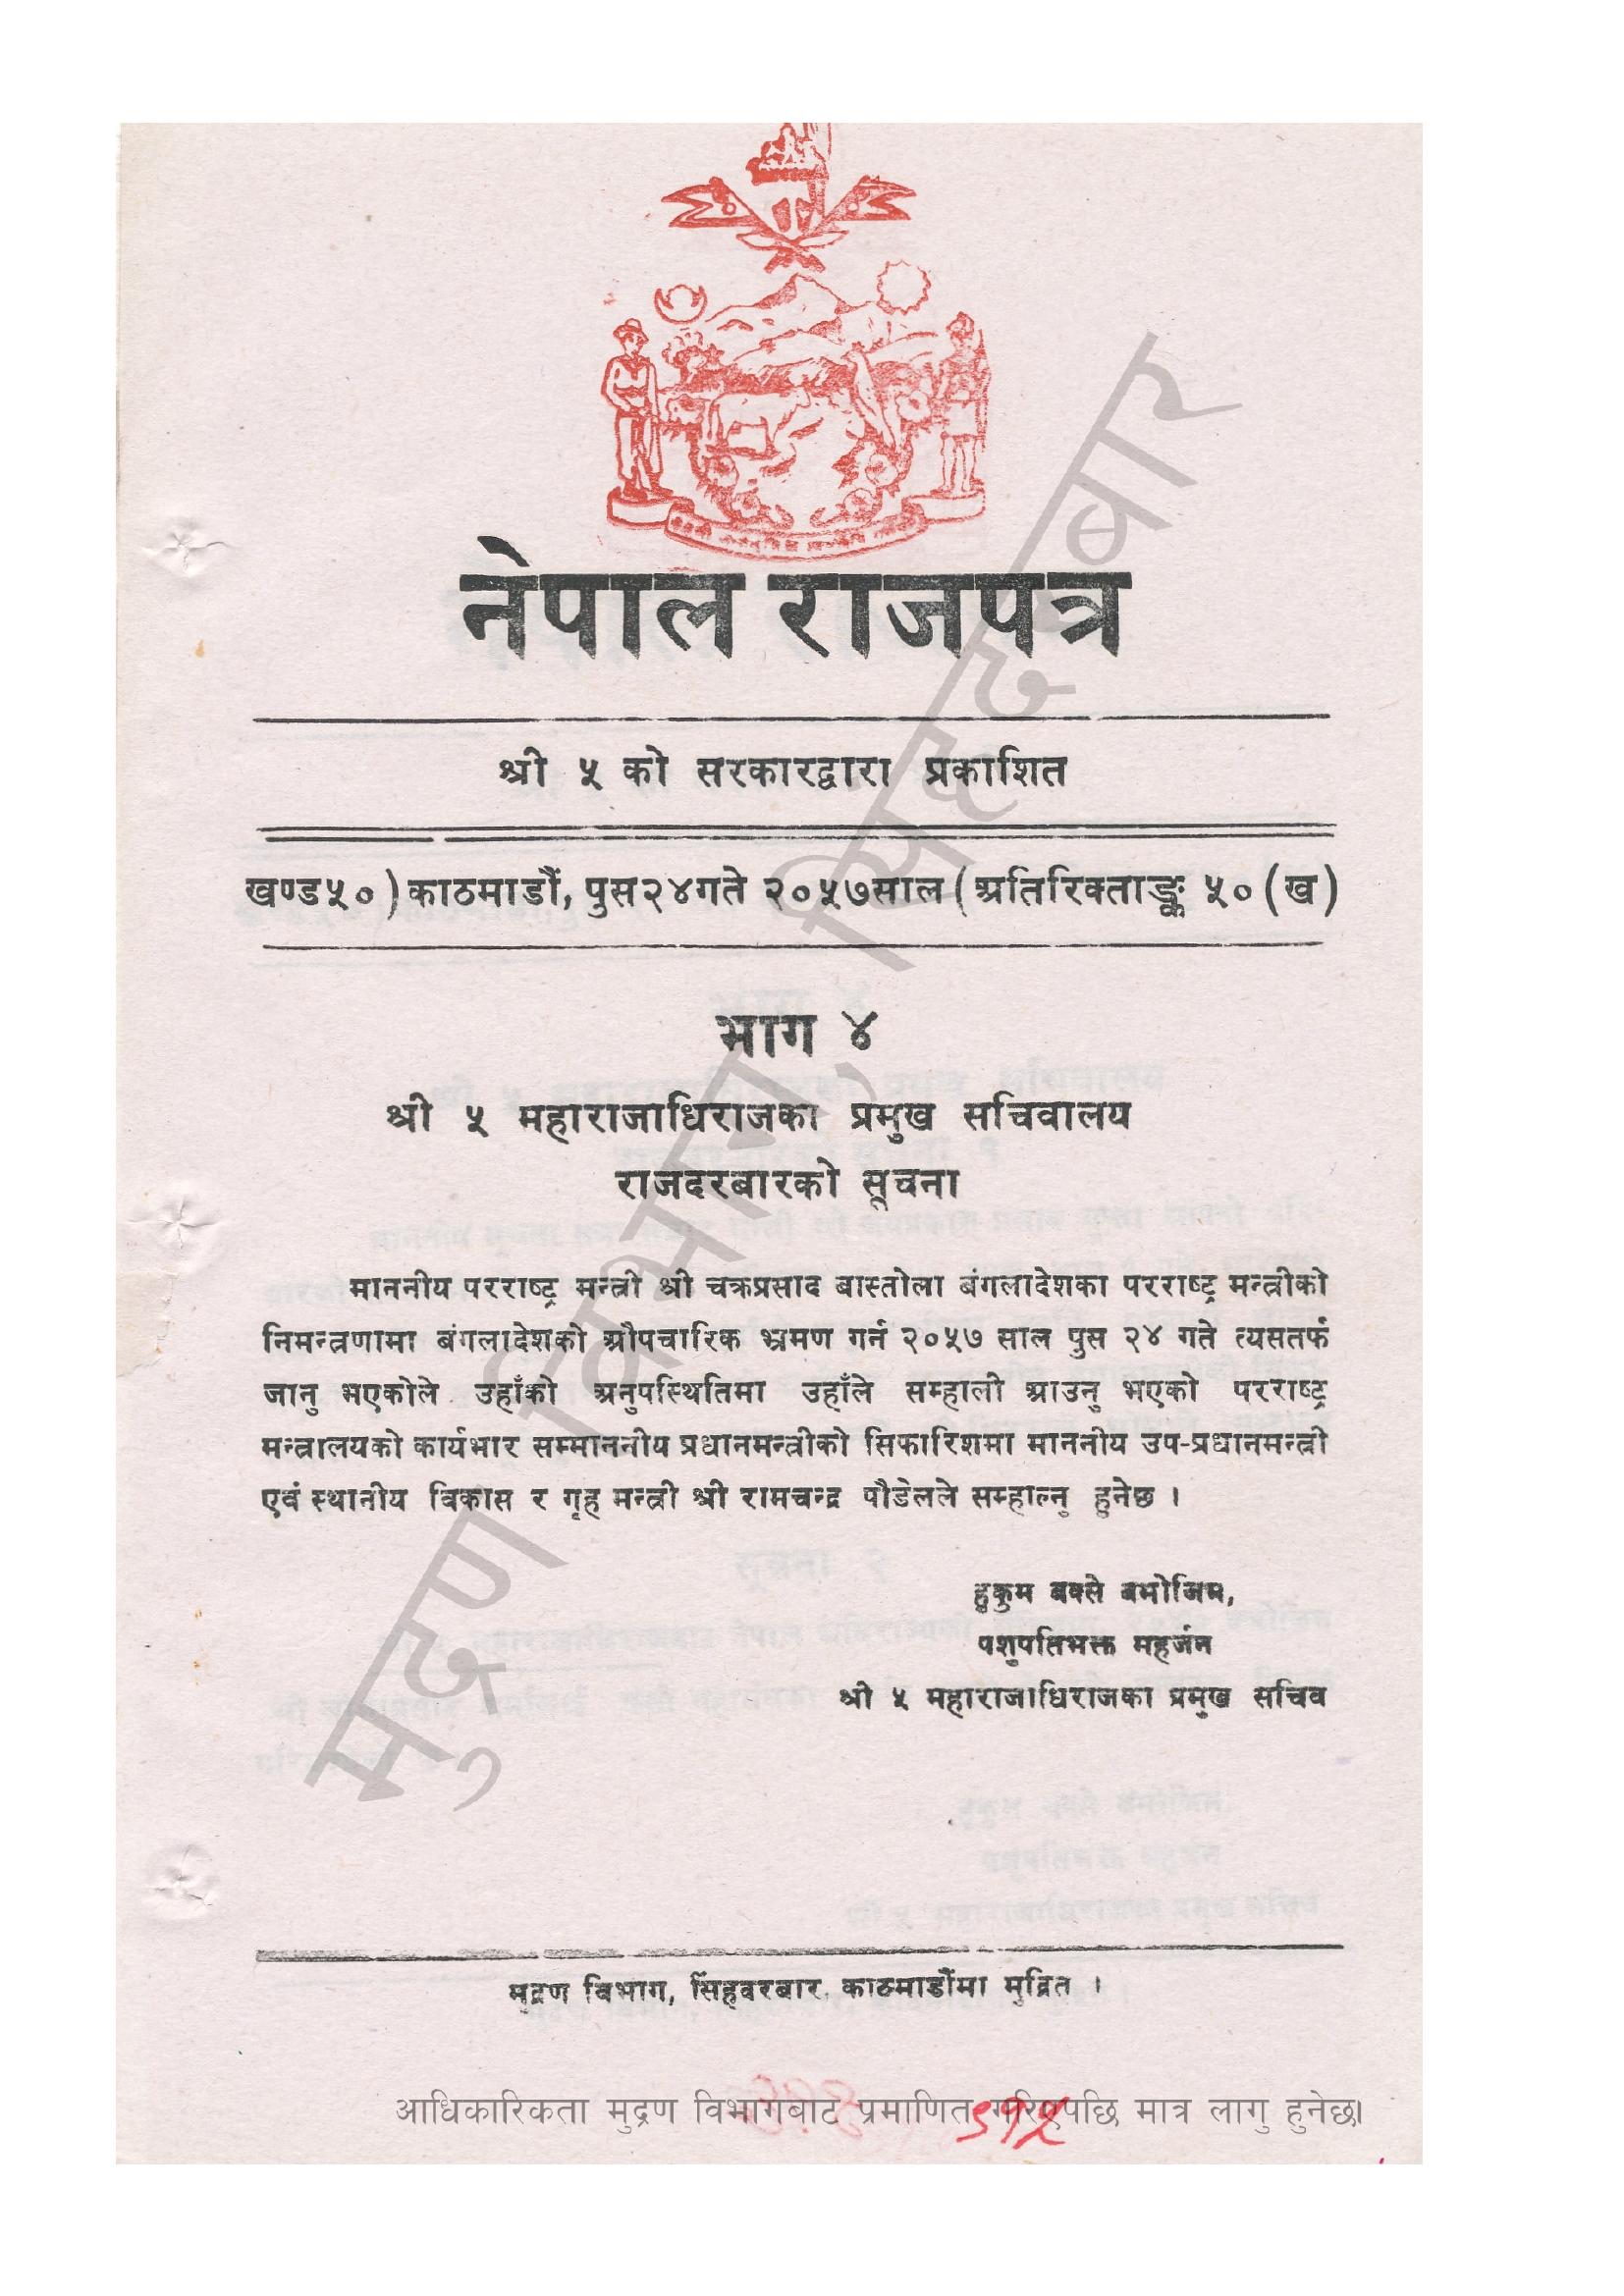 नेपाल राजपत्र
श्री ५ को सरकारद्वारा प्रकाशित
खण्ड५०) काठमाडौं, पुस२४गते २०५७साल (अतिरिक्ताङ्क ५० (ख)
भाग ४
श्री ५ महाराजाधिराजका प्रमुख सचिवालय
राजदरबारको सूचना
माननीय परराष्ट्र मन्त्री श्री चक्रप्रसाद बास्तोला बंगलादेशका परराष्ट्र मन्त्रीको
निमन्त्रणामा बंगलादेशको औपचारिक भ्रमण गर्न २०५७ साल पुस २४ गते त्यसतर्फ
जानु भएकोले उहाँको अनुपस्थितिमा उहाँले सम्हाली आउनु भएको परराष्ट्र
मन्त्रालयको कार्यभार सम्माननीय प्रधानमन्त्रीको सिफारिशमा माननीय उप-प्रधानमन्त्री
एवं स्थानीय विकास र गृह मन्त्री श्री रामचन्द्र पौडेलले सम्हाल्नु हुनेछ ।
हुकुम बक्से बमोजिम,
पशुपतिभक्त महर्जन
श्री ५ महाराजाधिराजका प्रमुख सचिव
मुद्रण विभाग, सिंहदरबार
मुद्रण विभाग, सिंहवरबार, काठमाडौंमा मुद्रित ।
आधिकारिकता मुद्रण विभागबाट प्रमाणित गरिएपछि मात्र लागु हुनेछ।